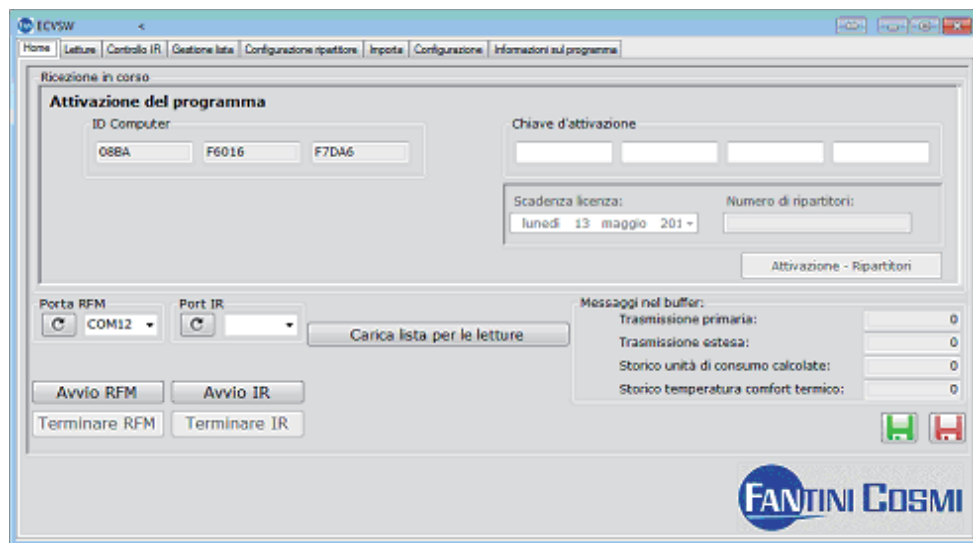 ECVSW
Home Letture Controllo IR Gestione lista Configurazione ripartitore Importa Configurazione Informazioni sul programma
Ricezione in corso
Attivazione del programma
ID Computer
08BA F6016 F7DA6
Chiave d'attivazione
Scadenza licenza: Numero di ripartitori:
lunedì 13 maggio 201
Attivazione - Ripartitori
Porta RFM Port IR
COM12
Carica lista per le letture
Messaggi nel buffer:
Trasmissione primaria: 0
Trasmissione estesa: 0
Storico unità di consumo calcolate: 0
Storico temperatura comfort termico: 0
Avvio RFM Avvio IR
Terminare RFM Terminare IR
FANTINI COSMI